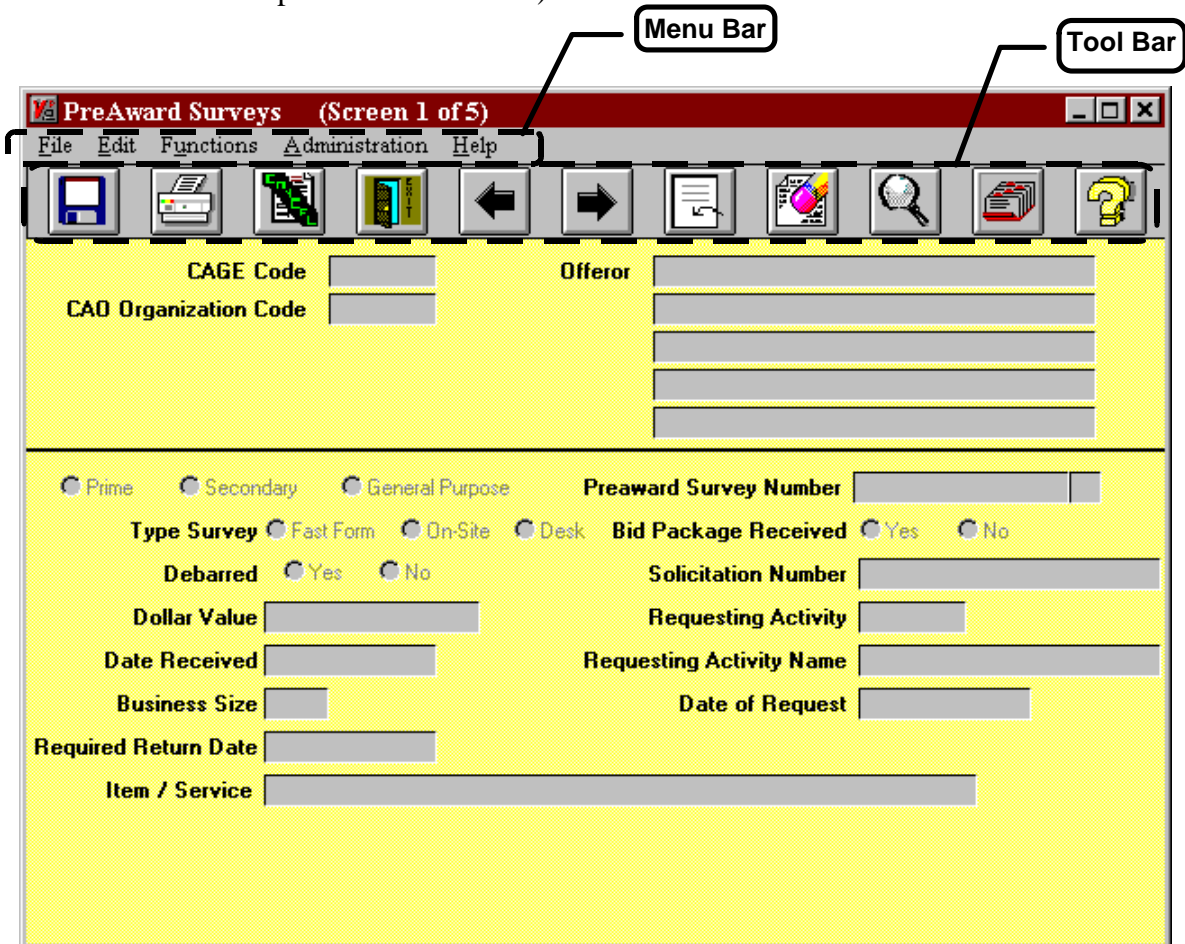 Menu Bar
Tool Bar
PreAward Surveys (Screen 1 of 5)
File Edit Functions Administration Help
EXIT
CAGE Code Offeror
CAO Organization Code
Prime Secondary General Purpose Preaward Survey Number
Type Survey Fast Form On-Site Desk Bid Package Received Yes No
Debarred Yes No Solicitation Number
Dollar Value Requesting Activity
Date Received Requesting Activity Name
Business Size Date of Request
Required Return Date
Item / Service